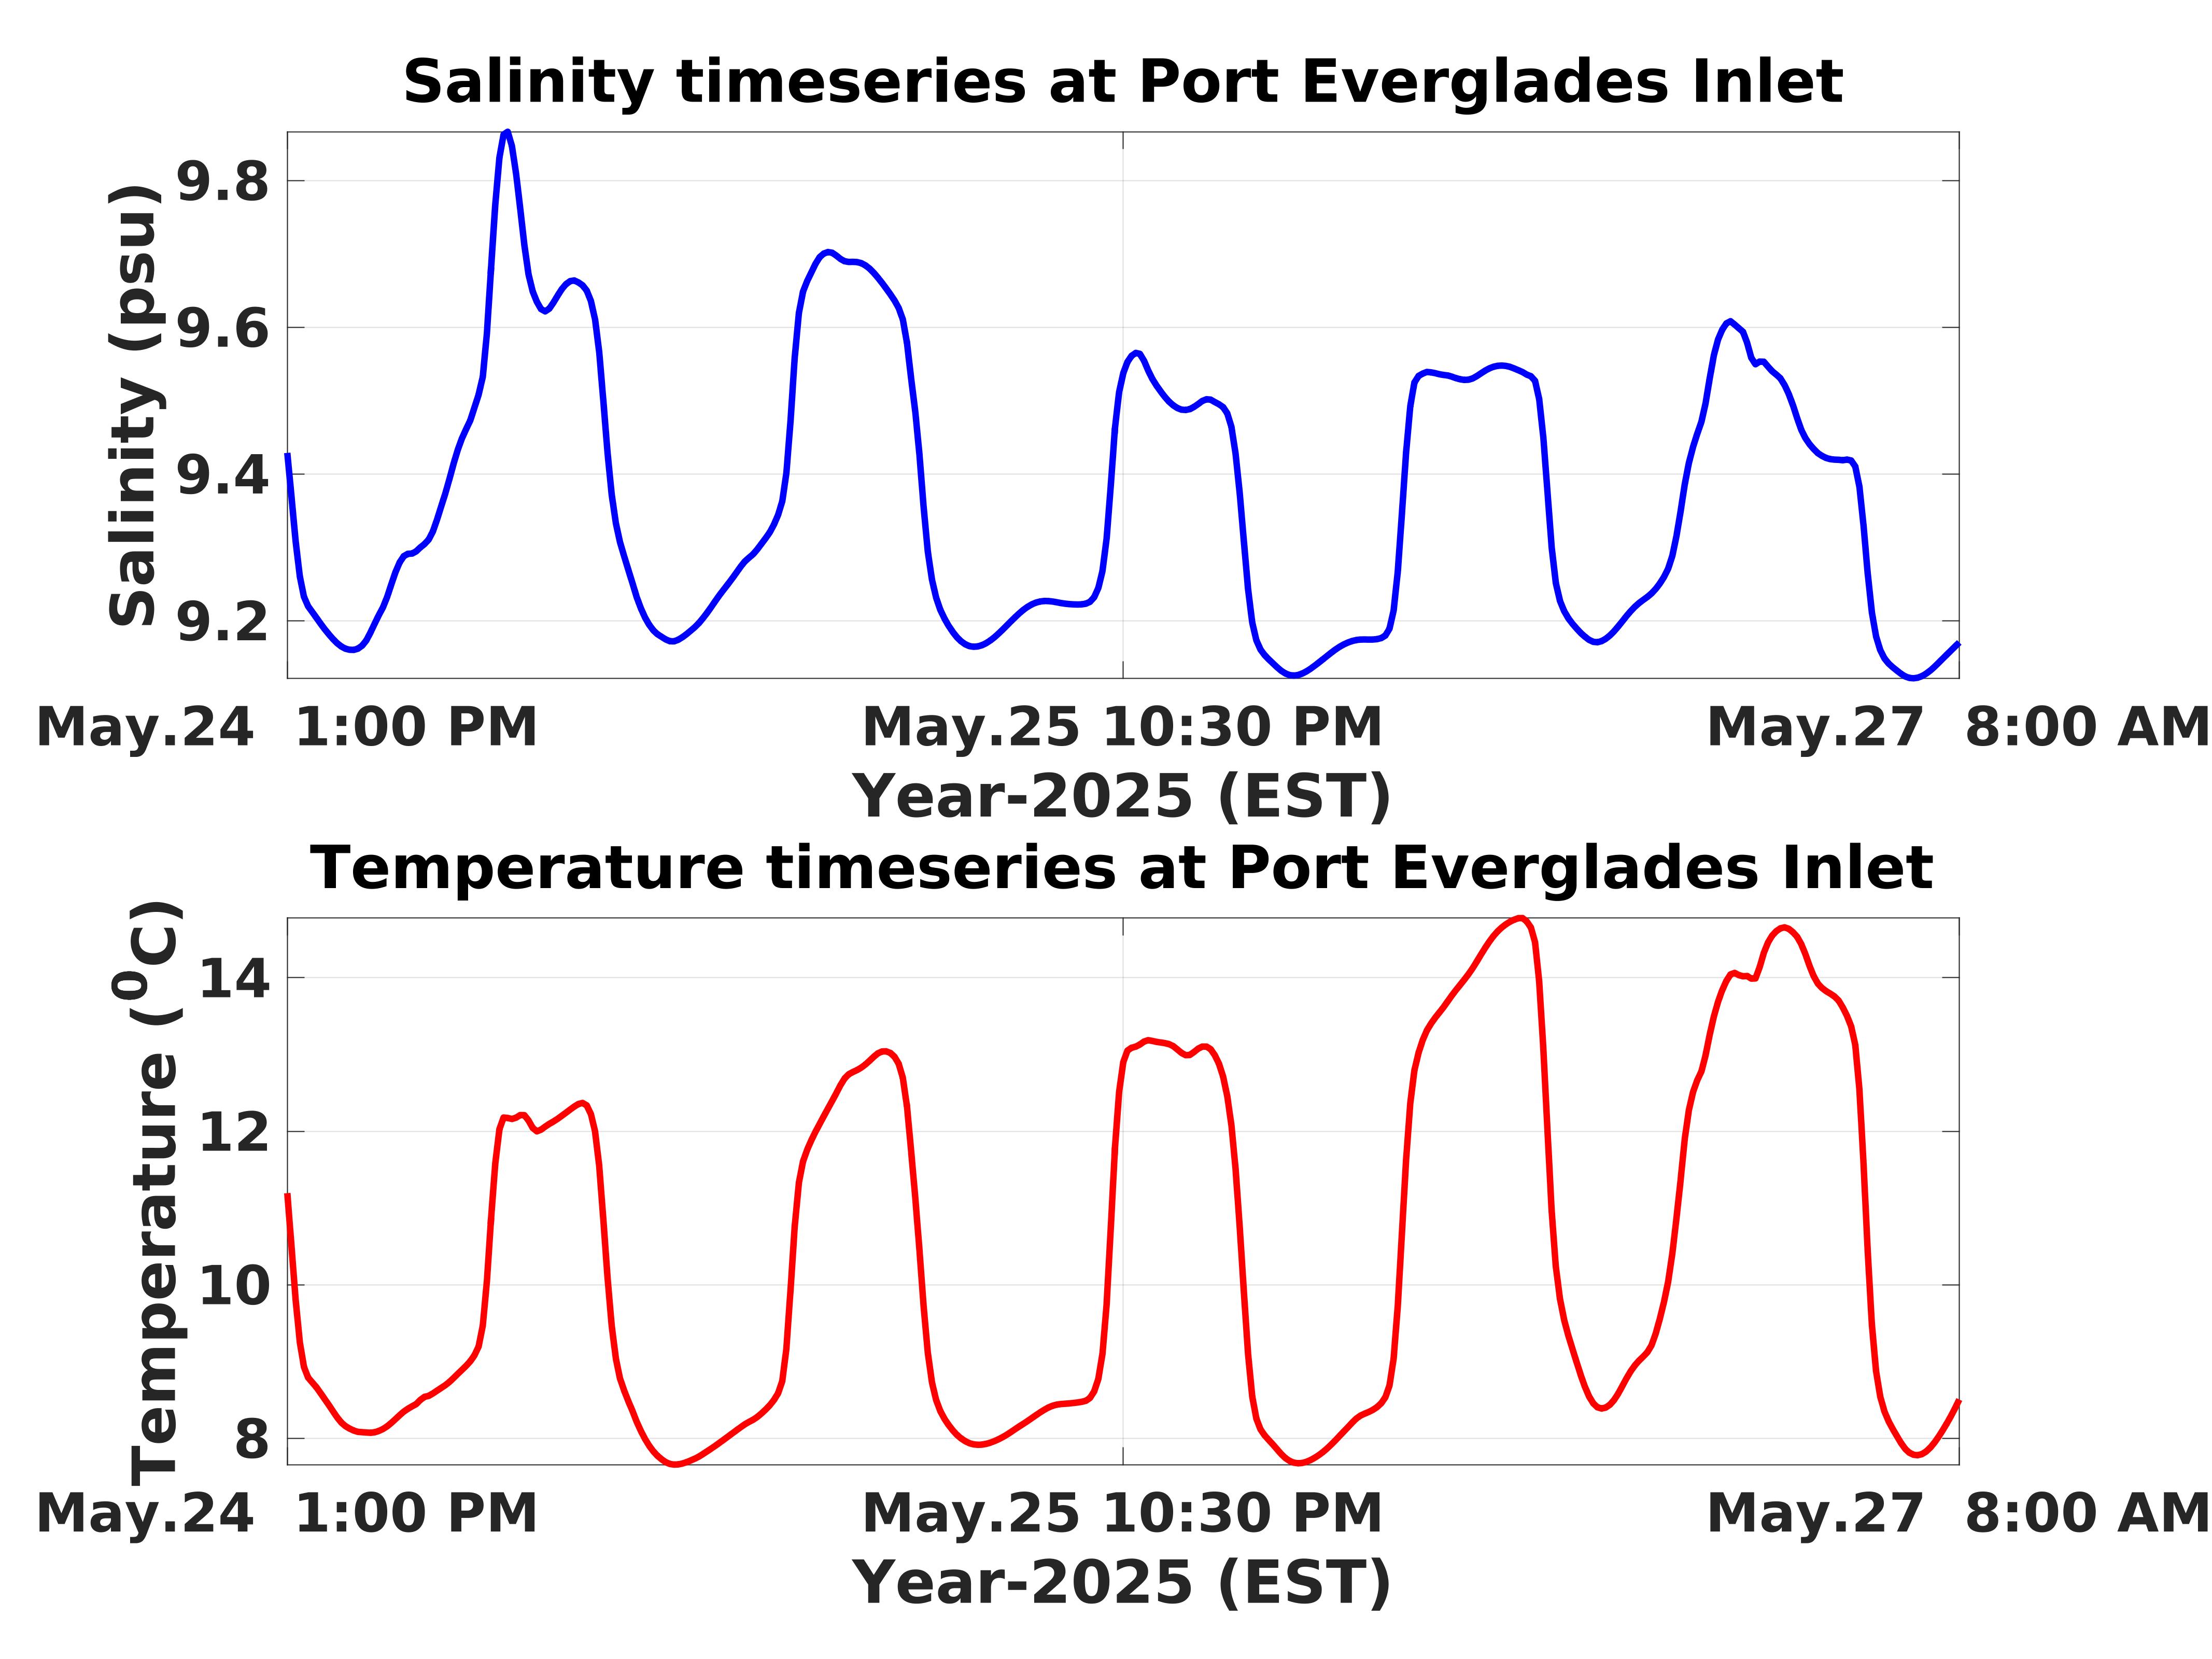 Salinity timeseries at Port Everglades Inlet
Salinity (psu)
9.8
9.6
9.4
9.2
May.24 1:00 PM May.25 10:30 PM May.27 8:00 AM
Year-2025 (EST)
Temperature timeseries at Port Everglades Inlet
Temperature (⁰C)
14
12
10
8
May.24 1:00 PM May.25 10:30 PM May.27 8:00 AM
Year-2025 (EST)